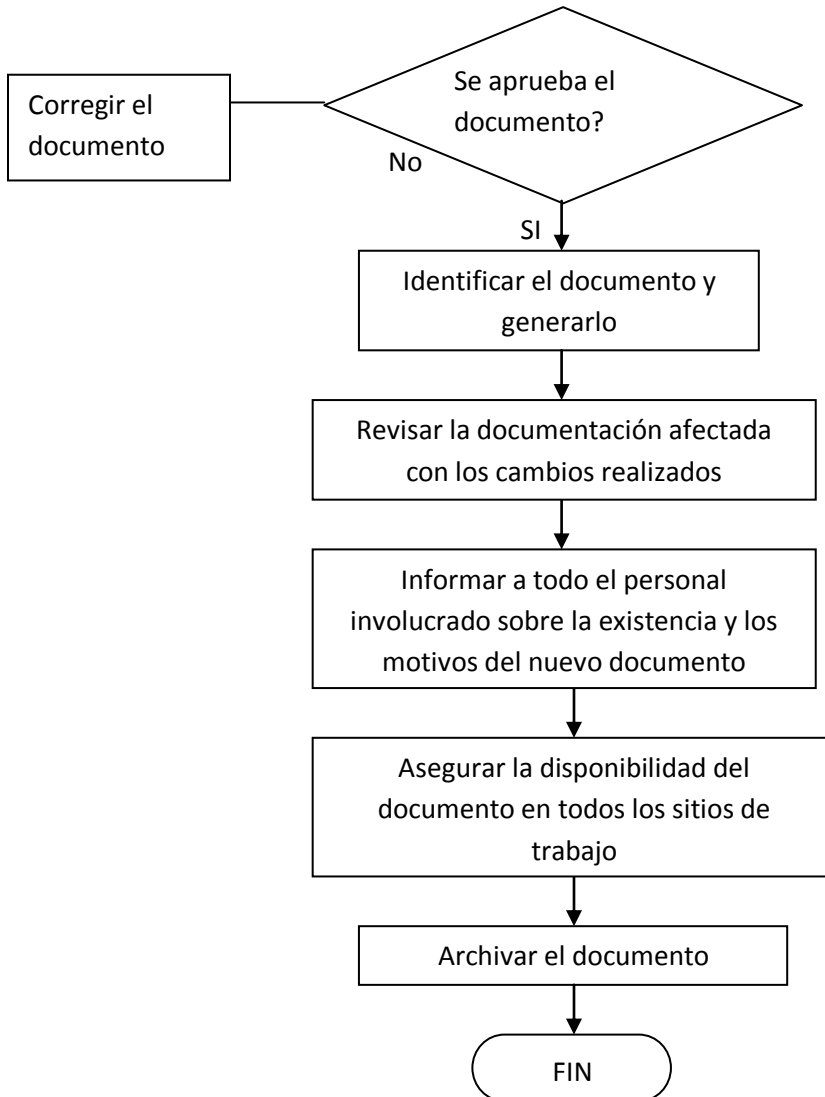 Se aprueba el
documento?
Corregir el
documento
No
SI
Identificar el documento y
generarlo
Revisar la documentación afectada
con los cambios realizados
Informar a todo el personal
involucrado sobre la existencia y los
motivos del nuevo documento
Asegurar la disponibilidad del
documento en todos los sitios de
trabajo
Archivar el documento
FIN